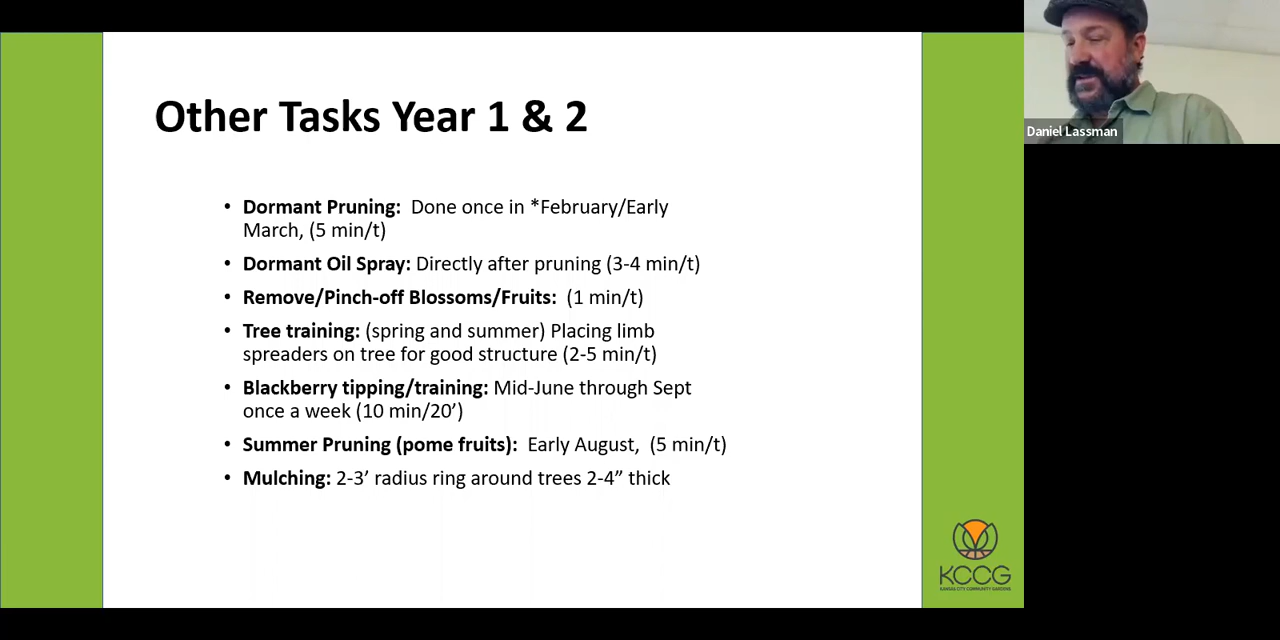 Other Tasks Year 1 & 2
• Dormant Pruning:  Done once in *February/Early
March, (5 min/t)
• Dormant Oil Spray: Directly after pruning (3-4 min/t)
• Remove/Pinch-off Blossoms/Fruits:  (1 min/t)
• Tree training: (spring and summer) Placing limb
spreaders on tree for good structure (2-5 min/t)
• Blackberry tipping/training: Mid-June through Sept
once a week (10 min/20’)
• Summer Pruning (pome fruits):  Early August,  (5 min/t)
• Mulching: 2-3’ radius ring around trees 2-4” thick
Daniel Lassman
KCCG
KANSAS CITY COMMUNITY GARDENS